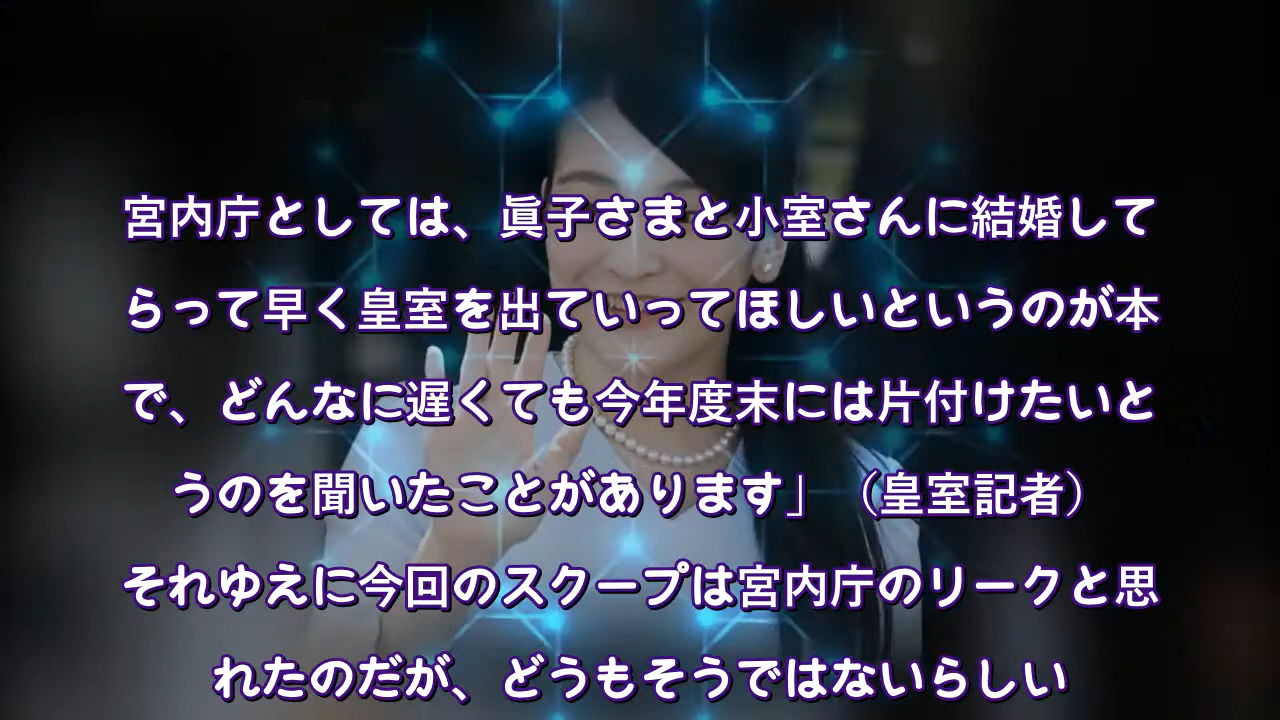 宮内庁としては、眞子さまと小室さんに結婚して
らって早く皇室を出ていってほしいというのが本
で、どんなに遅くても今年度末には片付けたいと
うのを聞いたことがあります」（皇室記者）
それゆえに今回のスクープは宮内庁のリークと思
れたのだが、どうもそうではないらしい